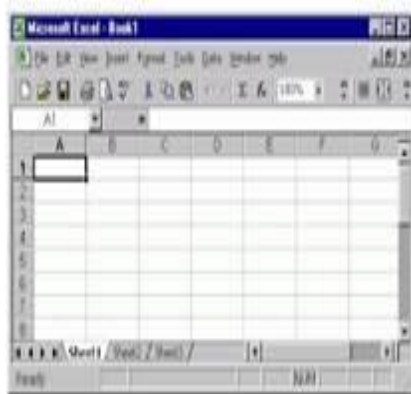 Microsoft Excel - Book1
File Edit View Insert Format Tools Data Window Help
100%
A1
A B C D E F G
1
2
3
4
5
6
7
8
Sheet1 Sheet2 Sheet3
Ready NUM